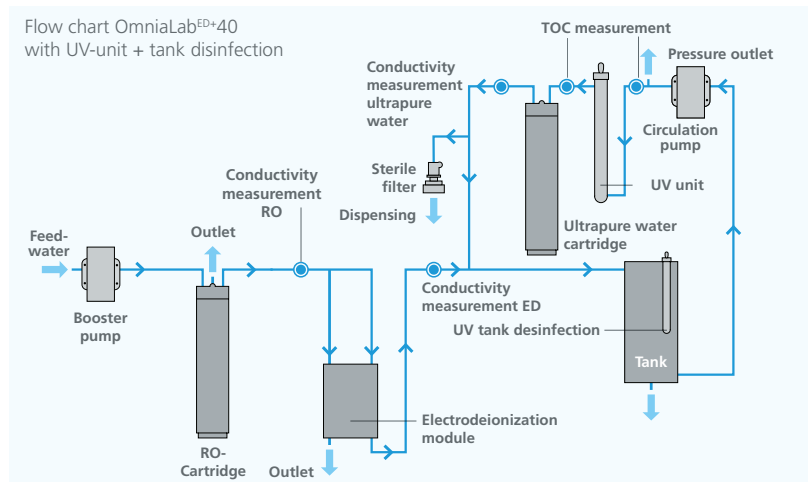 Flow chart OmniaLabED+40
with UV-unit + tank disinfection
TOC measurement
Pressure outlet
Conductivity
measurement
ultrapure
water
Circulation
pump
Sterile
filter
UV unit
Dispensing
Conductivity
measurement
RO
Ultrapure water
cartridge
Feed-
water
Outlet
Booster
pump
Conductivity
measurement ED
UV tank desinfection
Tank
Electrodeionization
module
RO-
Cartridge
Outlet